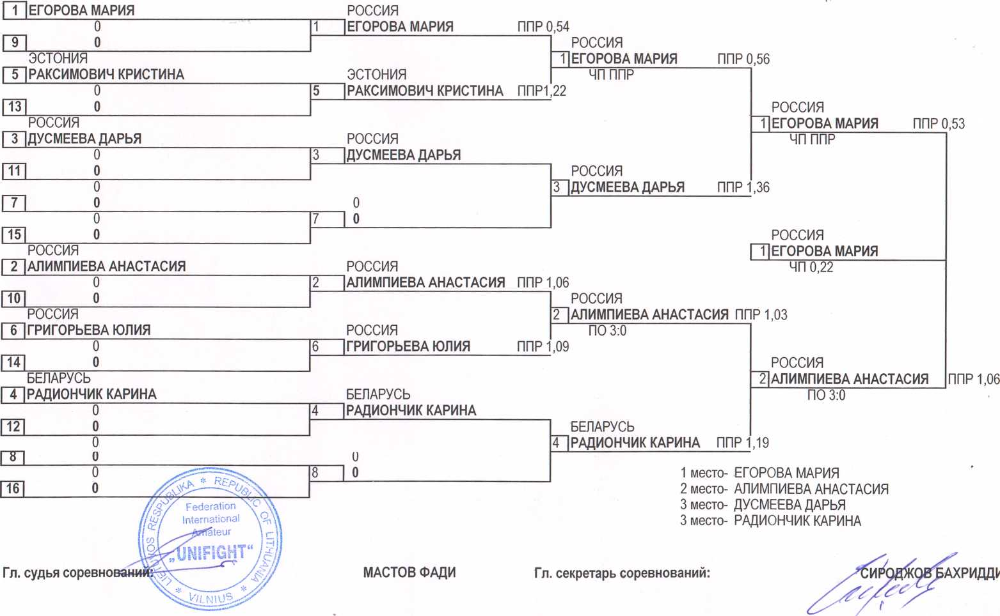 1 ЕГОРОВА МАРИЯ
0
9 0
ЭСТОНИЯ
5 РАКСИМОВИЧ КРИСТИНА
0
13 0
РОССИЯ
3 ДУСМЕЕВА ДАРЬЯ
0
11 0
0
7 0
0
15 0
РОССИЯ
2 АЛИМПИЕВА АНАСТАСИЯ
0
10 0
РОССИЯ
6 ГРИГОРЬЕВА ЮЛИЯ
0
14 0
БЕЛАРУСЬ
4 РАДИОНЧИК КАРИНА
0
12 0
0
8 0
0
16 0
РОССИЯ
1 ЕГОРОВА МАРИЯ ППР 0,54
ЭСТОНИЯ
5 РАКСИМОВИЧ КРИСТИНА ППР1,22
РОССИЯ
3 ДУСМЕЕВА ДАРЬЯ
0
7 0
РОССИЯ
2 АЛИМПИЕВА АНАСТАСИЯ ППР 1,06
РОССИЯ
6 ГРИГОРЬЕВА ЮЛИЯ ППР 1,09
БЕЛАРУСЬ
4 РАДИОНЧИК КАРИНА
0
8 0
РОССИЯ
1 ЕГОРОВА МАРИЯ ППР 0,56
ЧП ППР
РОССИЯ
3 ДУСМЕЕВА ДАРЬЯ ППР 1,36
РОССИЯ
2 АЛИМПИЕВА АНАСТАСИЯ ППР 1,03
ПО 3:0
БЕЛАРУСЬ
4 РАДИОНЧИК КАРИНА ППР 1,19
РОССИЯ
1 ЕГОРОВА МАРИЯ ППР 0,53
ЧП ППР
РОССИЯ
1 ЕГОРОВА МАРИЯ
ЧП 0,22
РОССИЯ
2 АЛИМПИЕВА АНАСТАСИЯ ППР 1,06
ПО 3:0
1 место- ЕГОРОВА МАРИЯ
2 место- АЛИМПИЕВА АНАСТАСИЯ
3 место- ДУСМЕЕВА ДАРЬЯ
3 место- РАДИОНЧИК КАРИНА
LIETUVOS RESPUBLIKA * REPUBLIC OF LITHUANIA * VILNIUS *
Federation
International
Amateur
„UNIFIGHT“
Гл. судья соревнований: МАСТОВ ФАДИ Гл. секретарь соревнований: СИРОДЖОВ БАХРИДДИ